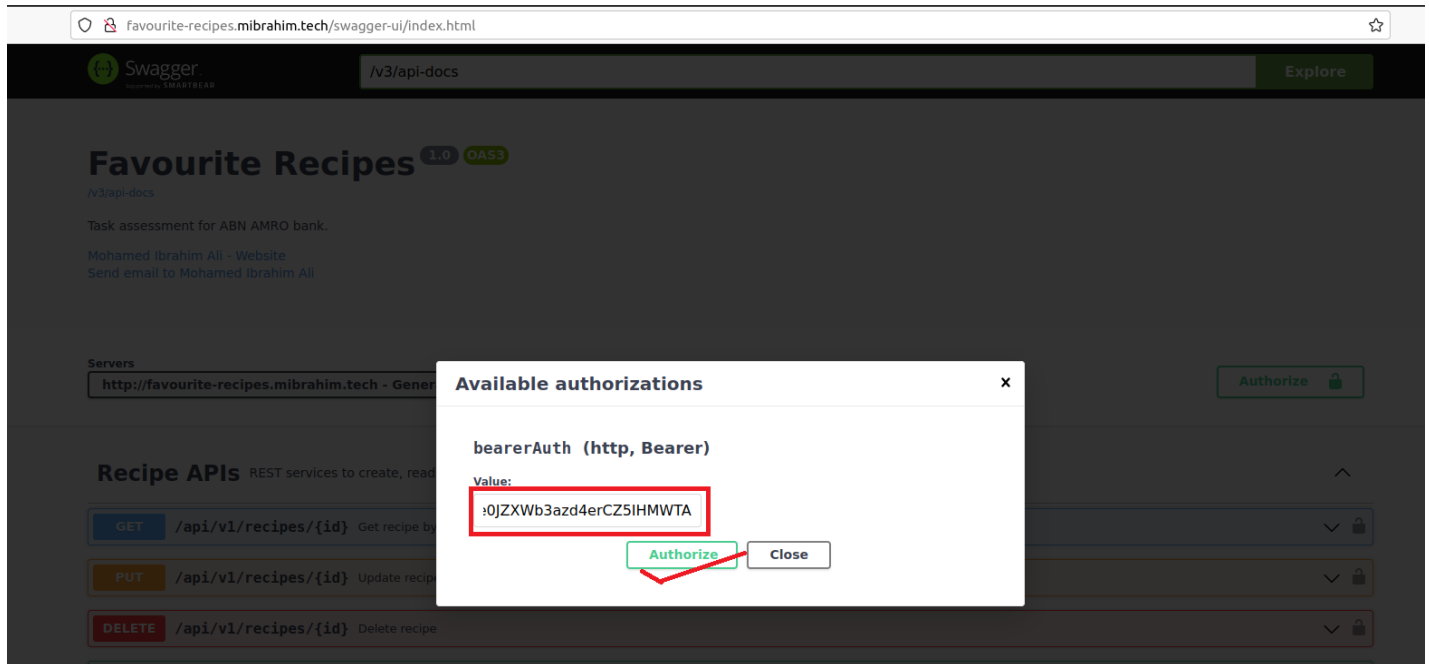 favourite-recipes.mibrahim.tech/swagger-ui/index.html
Swagger.
Supported by SMARTBEAR
/v3/api-docs
Explore
Favourite Recipes 1.0 OAS3
/v3/api-docs
Task assessment for ABN AMRO bank.
Mohamed Ibrahim Ali - Website
Send email to Mohamed Ibrahim Ali
Servers
http://favourite-recipes.mibrahim.tech - Gener
Authorize
Available authorizations x
bearerAuth (http, Bearer)
Value:
e0JZXWb3azd4erCZ5IHMWTA
Authorize Close
Recipe APIs REST services to create, read
GET /api/v1/recipes/{id} Get recipe by
PUT /api/v1/recipes/{id} Update recipe
DELETE /api/v1/recipes/{id} Delete recipe